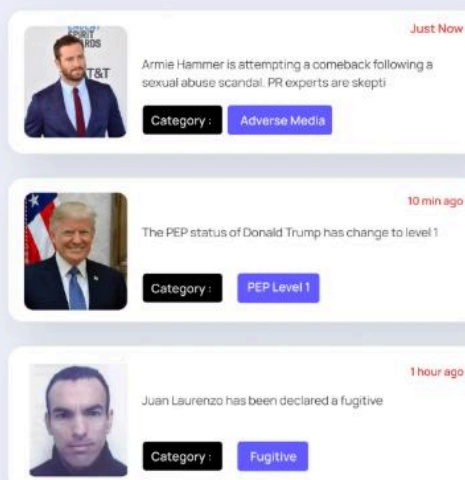 SPIRIT
RDS
T&T
Just Now
Armie Hammer is attempting a comeback following a
sexual abuse scandal. PR experts are skepti
Category :
Adverse Media
10 min ago
The PEP status of Donald Trump has change to level 1
Category :
PEP Level 1
1 hour ago
Juan Laurenzo has been declared a fugitive
Category :
Fugitive